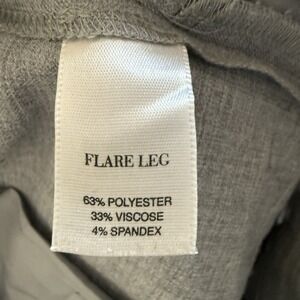 FLARE LEG
63% POLYESTER
33% VISCOSE
4% SPANDEX